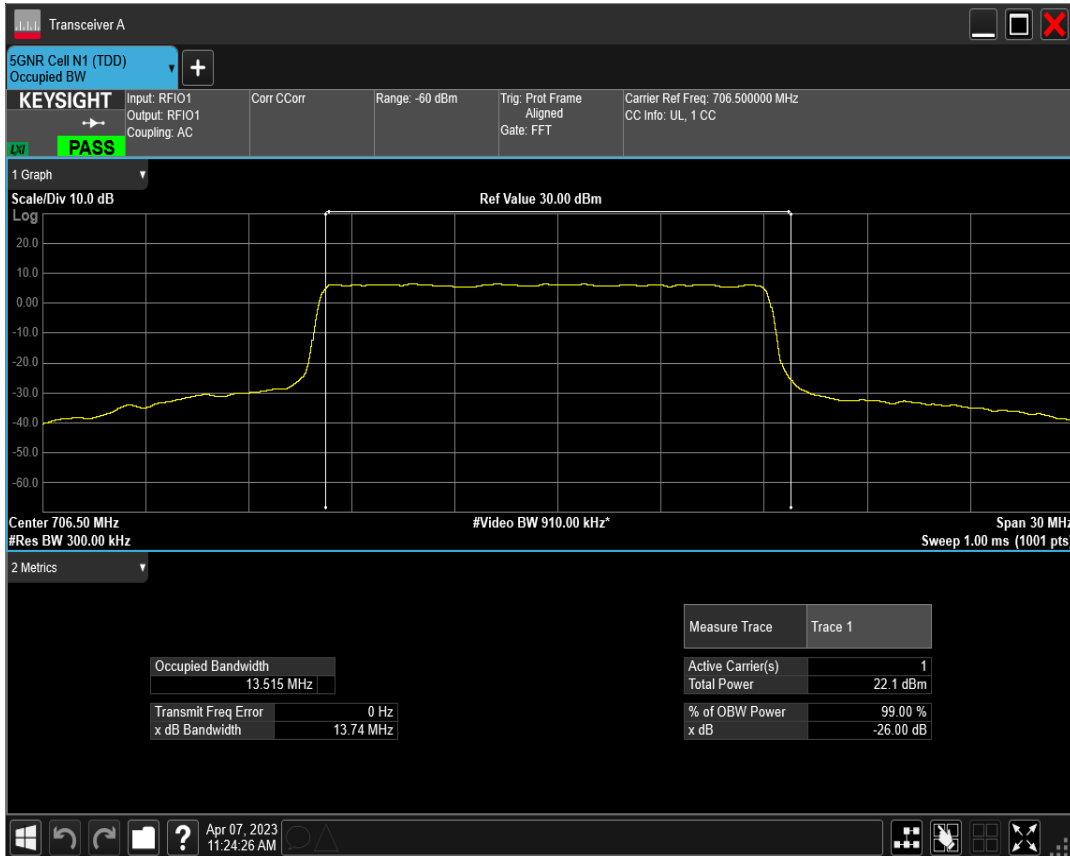 Transceiver A
5GNR Cell N1 (TDD)
Occupied BW
+
KEYSIGHT
LXI
PASS
Input: RFIO1
Output: RFIO1
Coupling: AC
Corr CCorr
Range: -60 dBm
Trig: Prot Frame
Aligned
Gate: FFT
Carrier Ref Freq: 706.500000 MHz
CC Info: UL, 1 CC
1 Graph
Scale/Div 10.0 dB
Ref Value 30.00 dBm
Log
20.0
10.0
0.00
-10.0
-20.0
-30.0
-40.0
-50.0
-60.0
Center 706.50 MHz
#Video BW 910.00 kHz*
Span 30 MHz
#Res BW 300.00 kHz
Sweep 1.00 ms (1001 pts)
2 Metrics
Measure Trace Trace 1
Occupied Bandwidth
13.515 MHz
Active Carrier(s) 1
Total Power 22.1 dBm
Transmit Freq Error 0 Hz
x dB Bandwidth 13.74 MHz
% of OBW Power 99.00 %
x dB -26.00 dB
?
Apr 07, 2023
11:24:26 AM